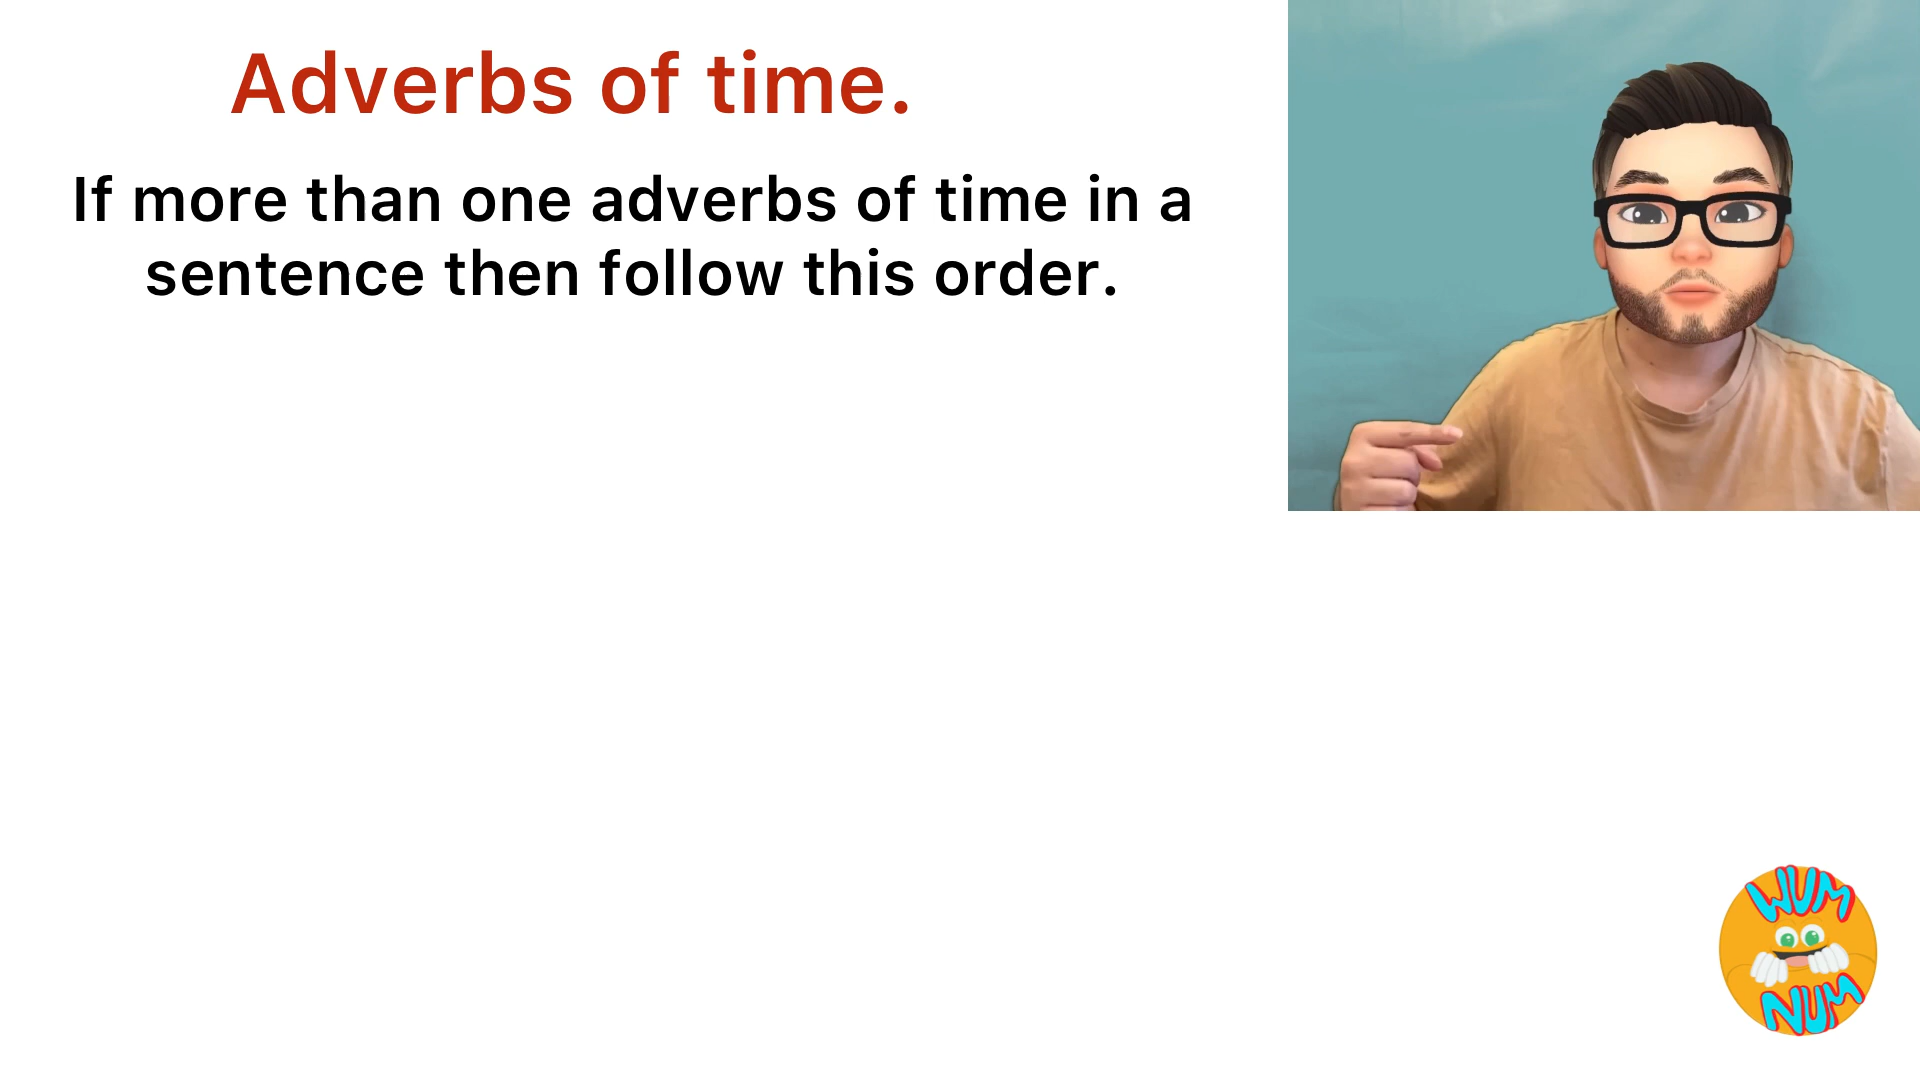 Adverbs of time.
If more than one adverbs of time in a
sentence then follow this order.
WUM
NUM